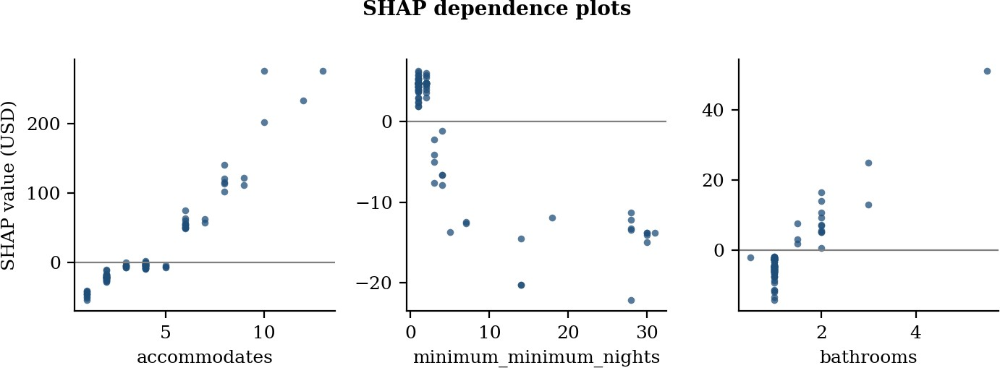 SHAP dependence plots
SHAP value (USD)
200
100
0
5 10
accommodates
0
−10
−20
0 10 20 30
minimum_minimum_nights
40
20
0
2 4
bathrooms